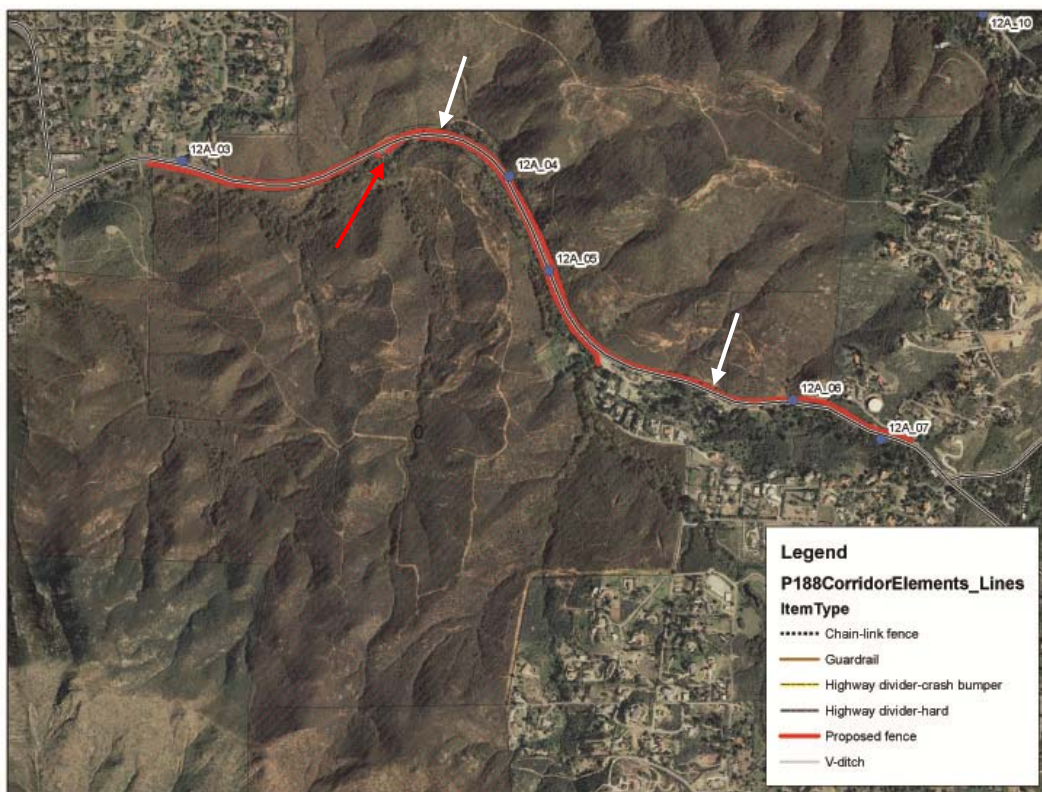 12A_10
12A_03
12A_04
12A_05
12A_06
12A_07
0
Legend
P188CorridorElements_Lines
ItemType
Chain-link fence
Guardrail
Highway divider-crash bumper
Highway divider-hard
Proposed fence
V-ditch